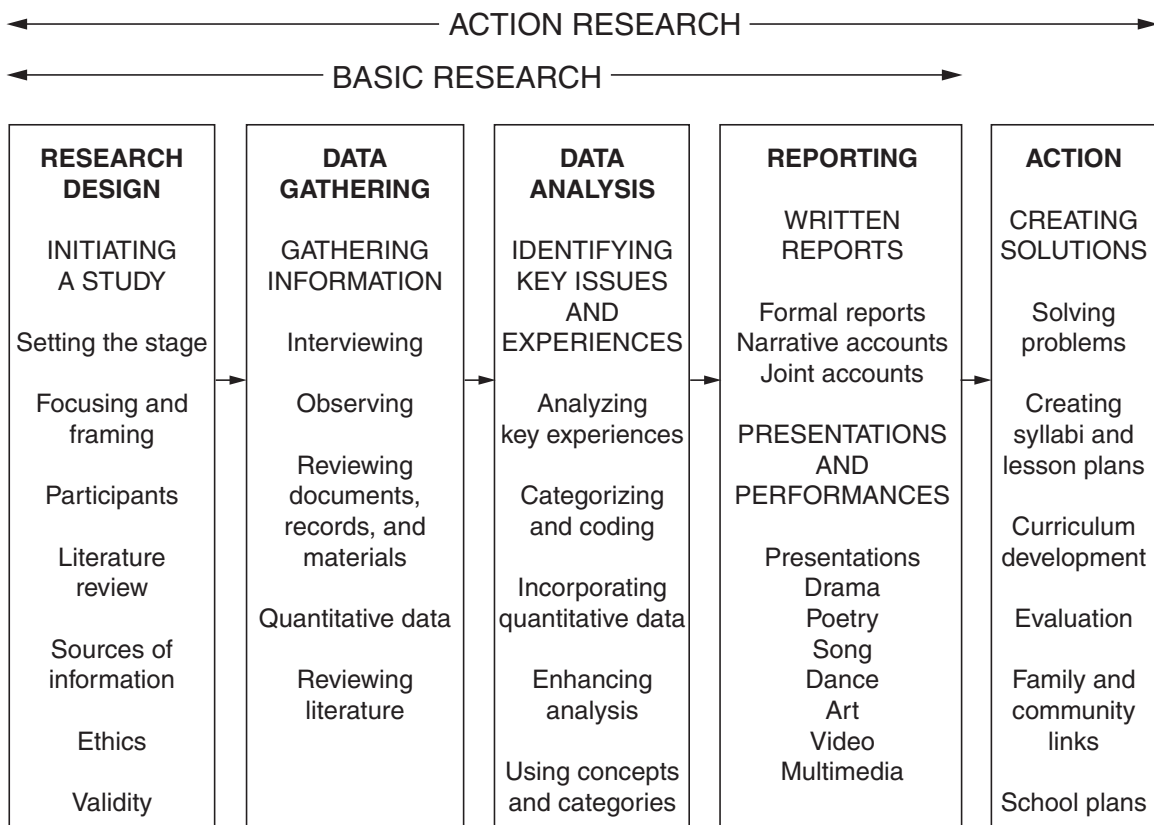 ACTION RESEARCH
BASIC RESEARCH
RESEARCH
DESIGN
INITIATING
A STUDY
Setting the stage
Focusing and
framing
Participants
Literature
review
Sources of
information
Ethics
Validity
DATA
GATHERING
GATHERING
INFORMATION
Interviewing
Observing
Reviewing
documents,
records, and
materials
Quantitative data
Reviewing
literature
DATA
ANALYSIS
IDENTIFYING
KEY ISSUES
AND
EXPERIENCES
Analyzing
key experiences
Categorizing
and coding
Incorporating
quantitative data
Enhancing
analysis
Using concepts
and categories
REPORTING
WRITTEN
REPORTS
Formal reports
Narrative accounts
Joint accounts
PRESENTATIONS
AND
PERFORMANCES
Presentations
Drama
Poetry
Song
Dance
Art
Video
Multimedia
ACTION
CREATING
SOLUTIONS
Solving
problems
Creating
syllabi and
lesson plans
Curriculum
development
Evaluation
Family and
community
links
School plans